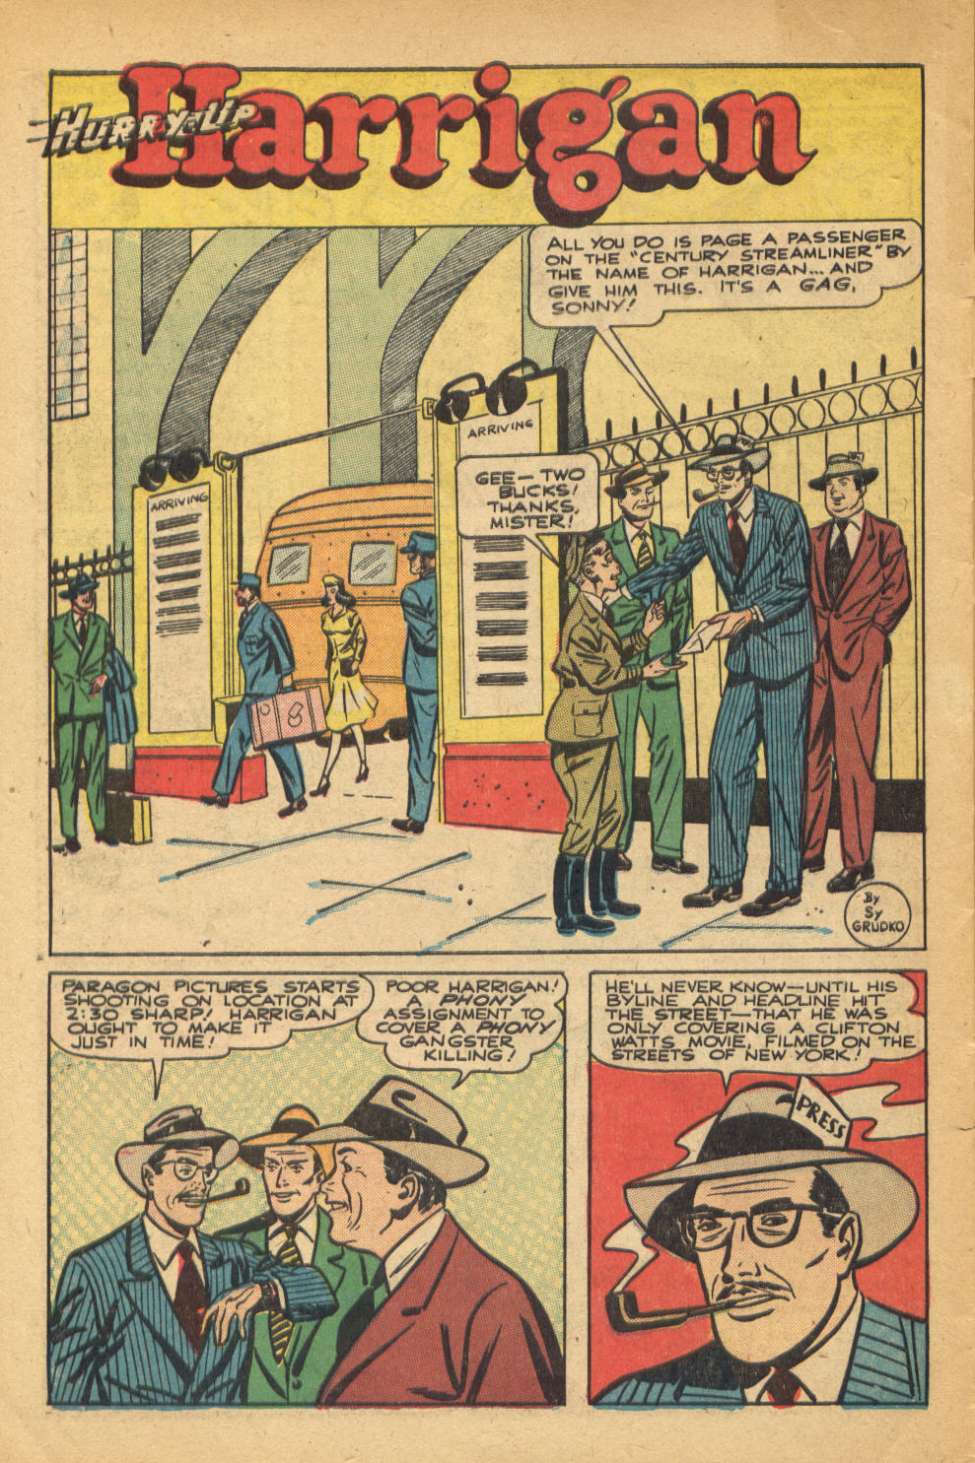 HURRY-UP
Harrigan
ALL YOU DO IS PAGE A PASSENGER
ON THE "CENTURY STREAMLINER" BY
THE NAME OF HARRIGAN... AND
GIVE HIM THIS. IT'S A GAG,
SONNY!
GEE — TWO
BUCKS!
THANKS,
MISTER!
ARRIVING
ARRIVING
By
Sy
GRUDKO
PARAGON PICTURES STARTS
SHOOTING ON LOCATION AT
2:30 SHARP! HARRIGAN
OUGHT TO MAKE IT
JUST IN TIME!
POOR HARRIGAN!
A PHONY
ASSIGNMENT TO
COVER A PHONY
GANGSTER
KILLING!
HE'LL NEVER KNOW — UNTIL HIS
BYLINE AND HEADLINE HIT
THE STREET — THAT HE WAS
ONLY COVERING A CLIFTON
WATTS MOVIE, FILMED ON THE
STREETS OF NEW YORK!
PRESS